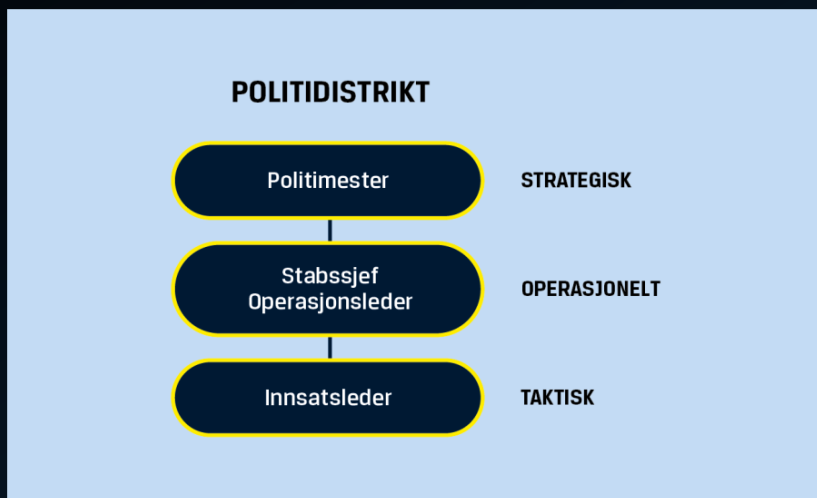 POLITIDISTRIKT
Politimester
STRATEGISK
Stabssjef
Operasjonsleder
OPERASJONELT
Innsatsleder
TAKTISK